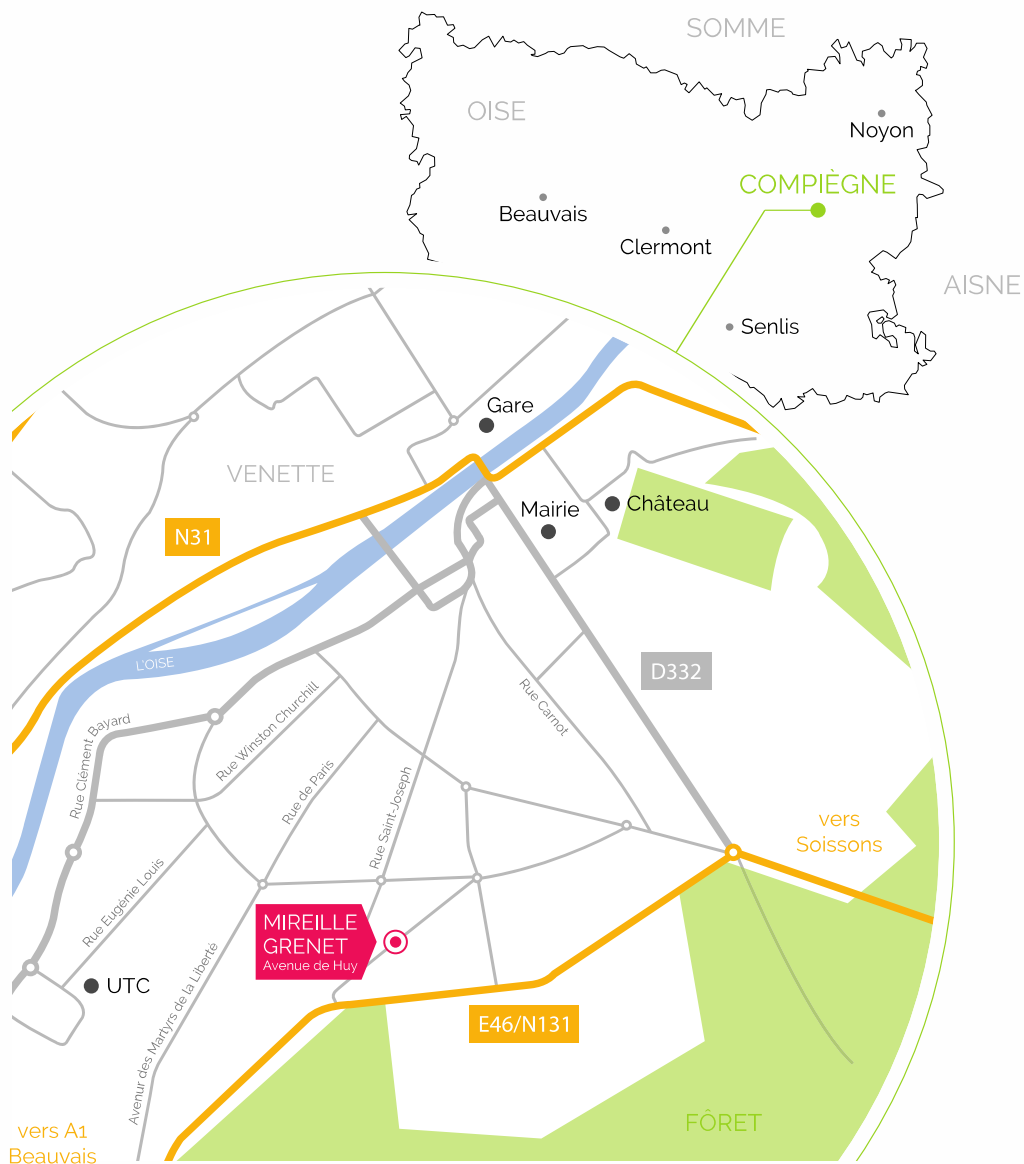 SOMME
OISE
Noyon
COMPIÈGNE
Beauvais
Clermont
AISNE
Senlis
Gare
VENETTE
Mairie
Château
N31
L'OISE
D332
Rue Carnot
Rue Winston Churchill
Rue Clément Bayard
Rue de Paris
Rue Saint-Joseph
vers
Soissons
Rue Eugénie Louis
MIREILLE
GRENET
Avenue de Huy
UTC
Avenur des Martyrs de la Liberté
E46/N131
FÔRET
vers A1
Beauvais